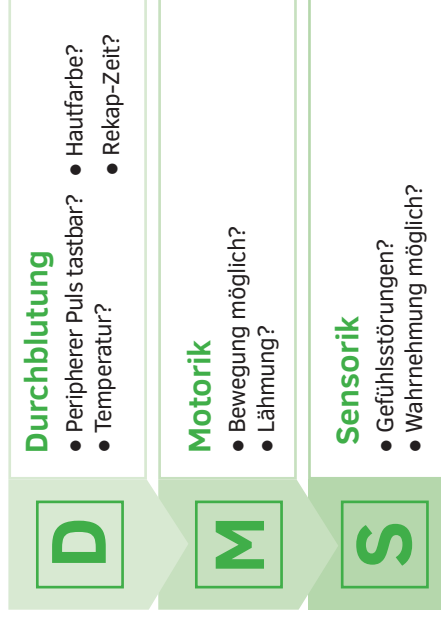 D
Durchblutung
• Peripherer Puls tastbar?
• Temperatur?
• Hautfarbe?
• Rekap-Zeit?
M
Motorik
• Bewegung möglich?
• Lähmung?
S
Sensorik
• Gefühlsstörungen?
• Wahrnehmung möglich?